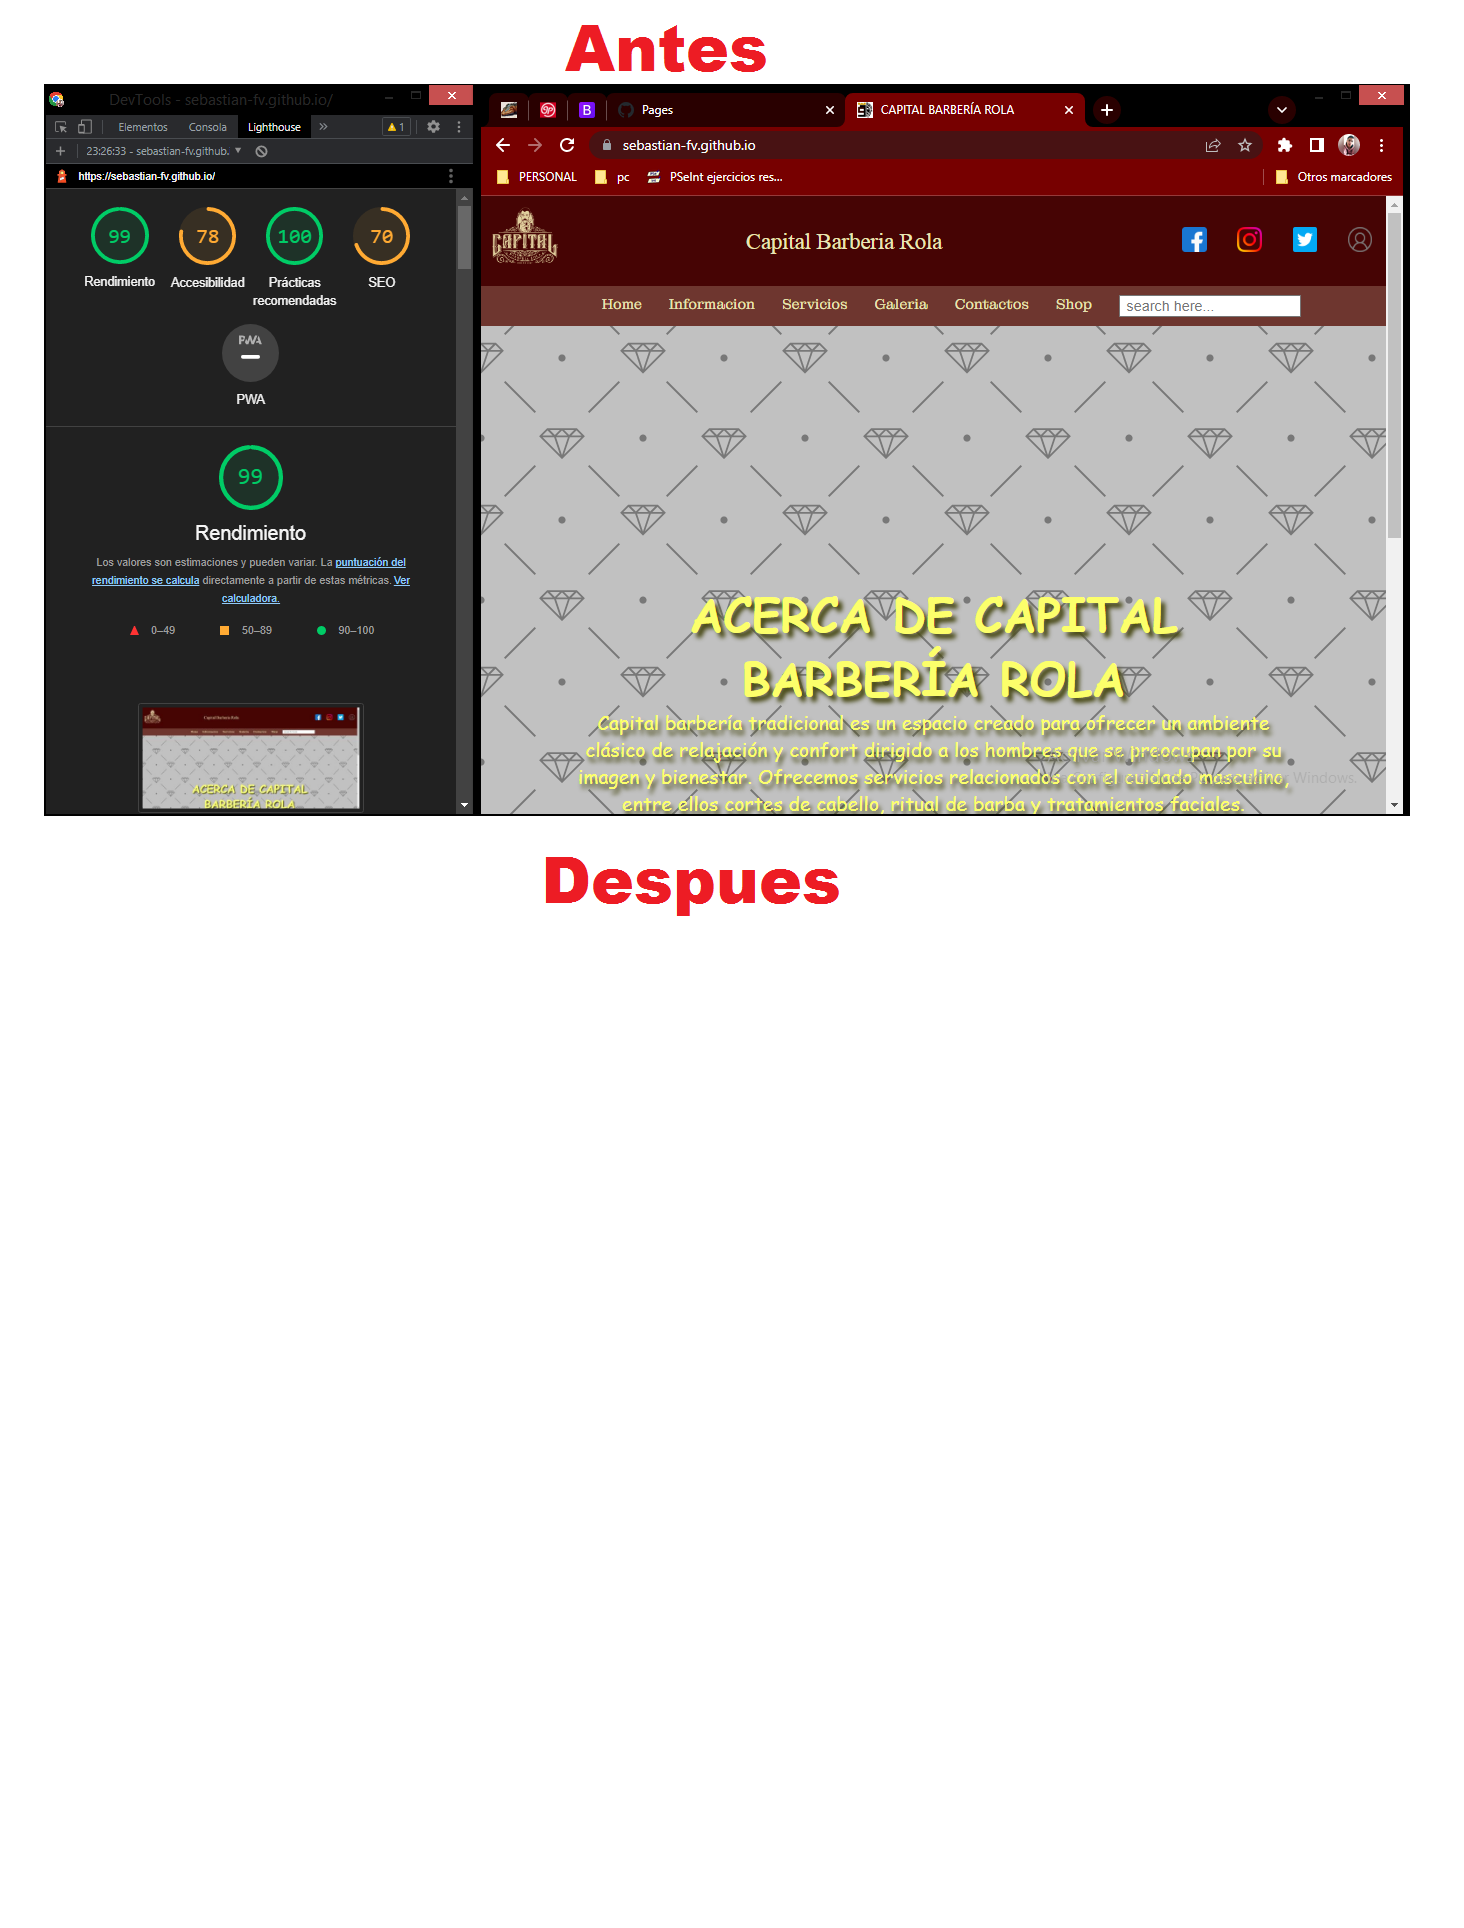 Antes
DevTools - sebastian-fv.github.io/
Elementos Consola Lighthouse » 1
23:26:33 - sebastian-fv.github.
https://sebastian-fv.github.io/
99 78 100 70
Rendimiento Accesibilidad Prácticas recomendadas SEO
PWA
PWA
99
Rendimiento
Los valores son estimaciones y pueden variar. La puntuación del
rendimiento se calcula directamente a partir de estas métricas. Ver
calculadora.
0–49 50–89 90–100
Capital Barberia Rola
ACERCA DE CAPITAL
BARBERÍA ROLA
Pages CAPITAL BARBERÍA ROLA
sebastian-fv.github.io
PERSONAL pc PSeInt ejercicios res... Otros marcadores
CAPITAL
Capital Barberia Rola
Home Informacion Servicios Galeria Contactos Shop search here...
ACERCA DE CAPITAL
BARBERÍA ROLA
Capital barbería tradicional es un espacio creado para ofrecer un ambiente
clásico de relajación y confort dirigido a los hombres que se preocupan por su
imagen y bienestar. Ofrecemos servicios relacionados con el cuidado masculino,
entre ellos cortes de cabello, ritual de barba y tratamientos faciales.
Windows.
Despues